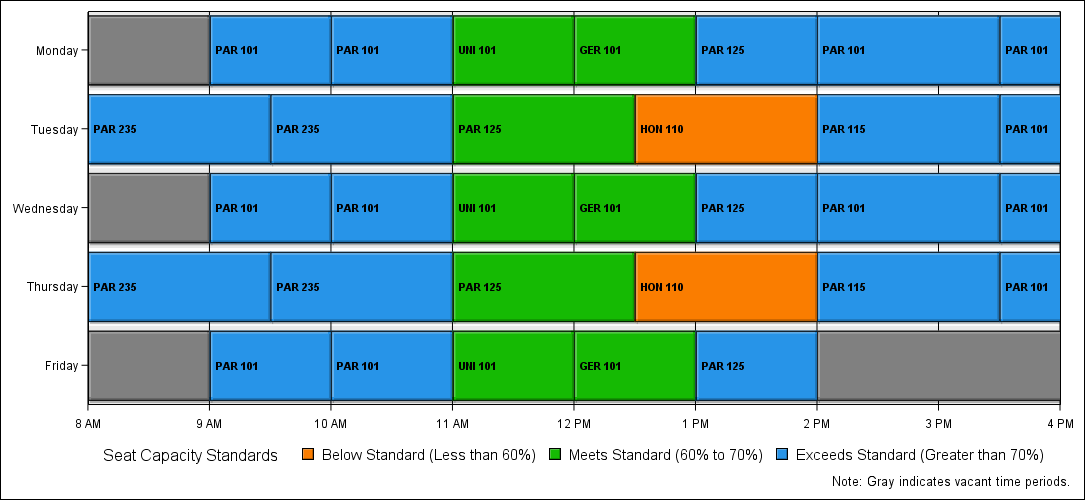 Monday PAR 101 PAR 101 UNI 101 GER 101 PAR 125 PAR 101 PAR 101
Tuesday PAR 235 PAR 235 PAR 125 HON 110 PAR 115 PAR 101
Wednesday PAR 101 PAR 101 UNI 101 GER 101 PAR 125 PAR 101 PAR 101
Thursday PAR 235 PAR 235 PAR 125 HON 110 PAR 115 PAR 101
Friday PAR 101 PAR 101 UNI 101 GER 101 PAR 125
8 AM 9 AM 10 AM 11 AM 12 PM 1 PM 2 PM 3 PM 4 PM
Seat Capacity Standards Below Standard (Less than 60%) Meets Standard (60% to 70%) Exceeds Standard (Greater than 70%)
Note: Gray indicates vacant time periods.